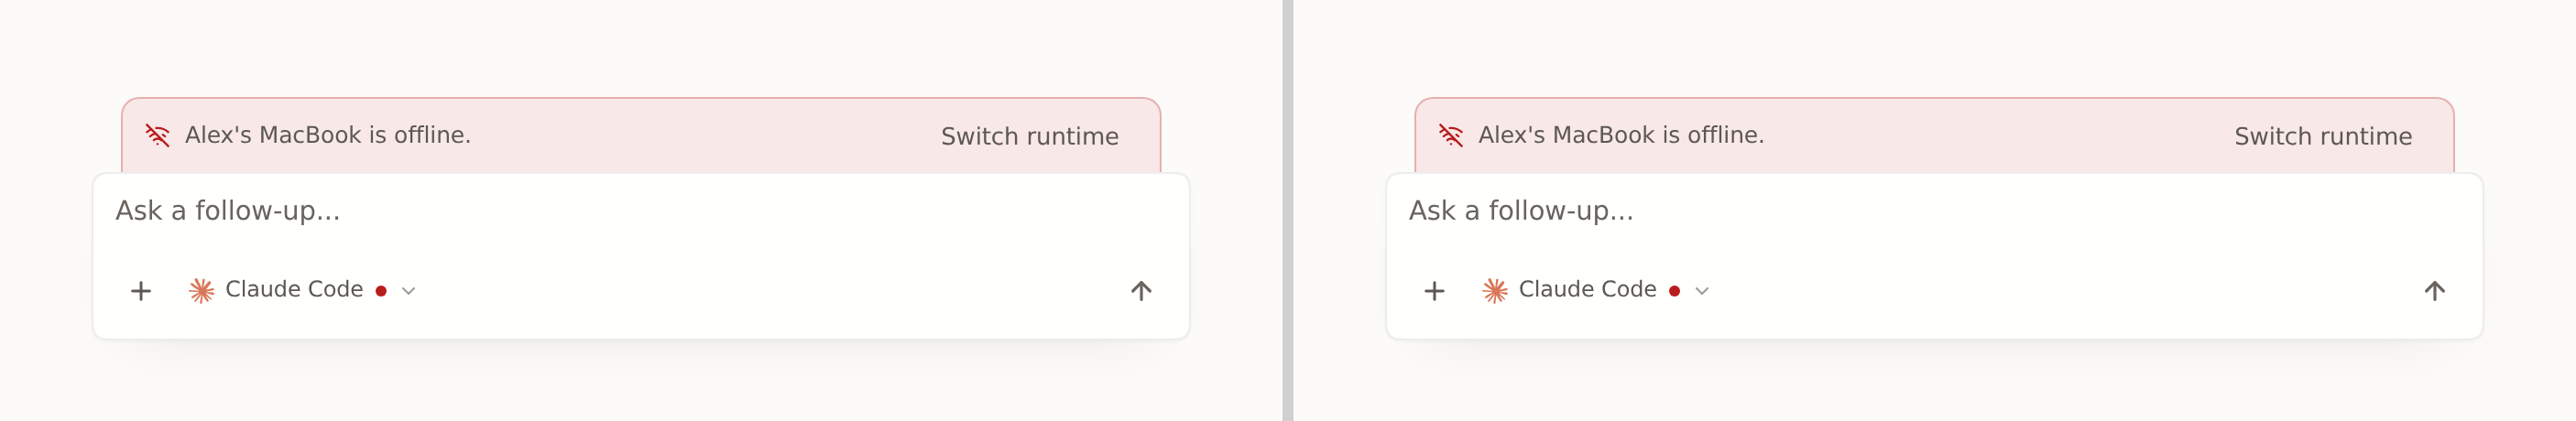 Alex's MacBook is offline.
Switch runtime
Ask a follow-up...
Claude Code
Alex's MacBook is offline.
Switch runtime
Ask a follow-up...
Claude Code